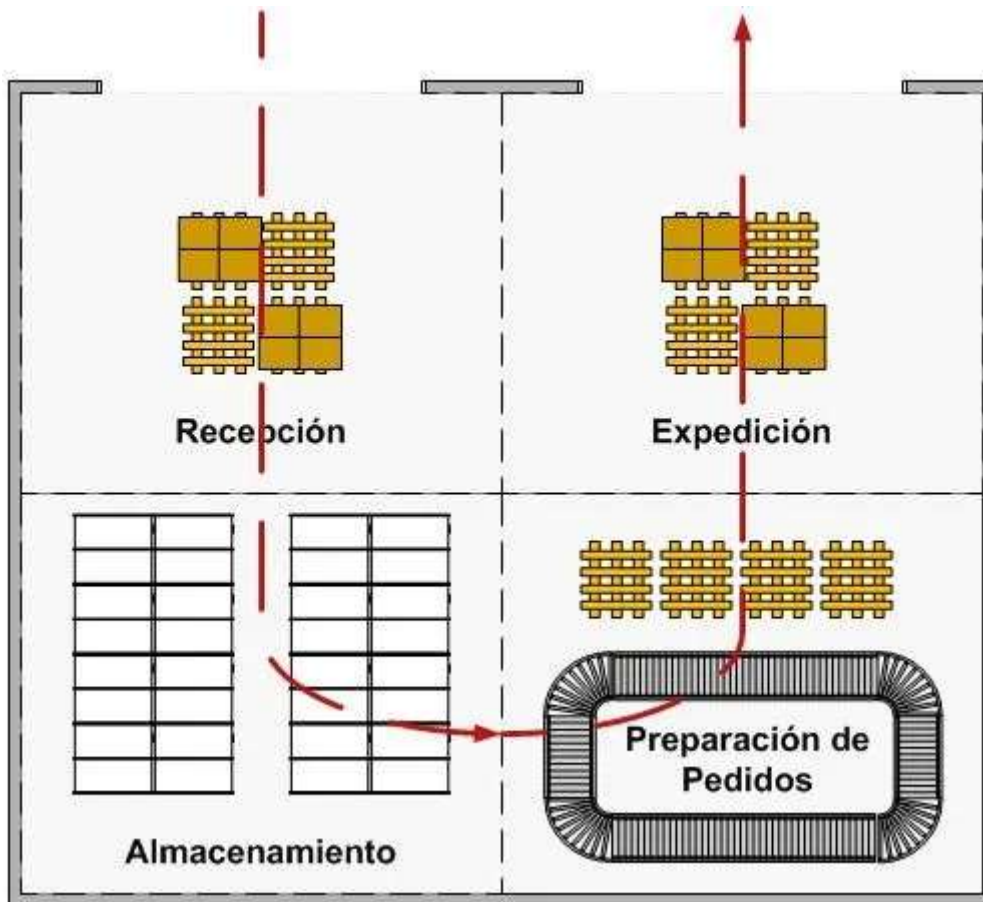 Recepción
Expedición
Almacenamiento
Preparación de
Pedidos